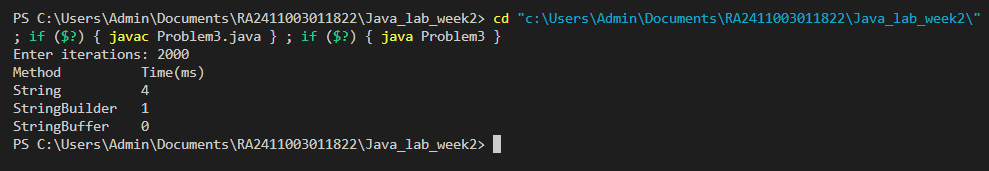 PS C:\Users\Admin\Documents\RA2411003011822\Java_lab_week2> cd "c:\Users\Admin\Documents\RA2411003011822\Java_lab_week2\"
; if ($?) { javac Problem3.java } ; if ($?) { java Problem3 }
Enter iterations: 2000
Method          Time(ms)
String          4
StringBuilder   1
StringBuffer    0
PS C:\Users\Admin\Documents\RA2411003011822\Java_lab_week2>